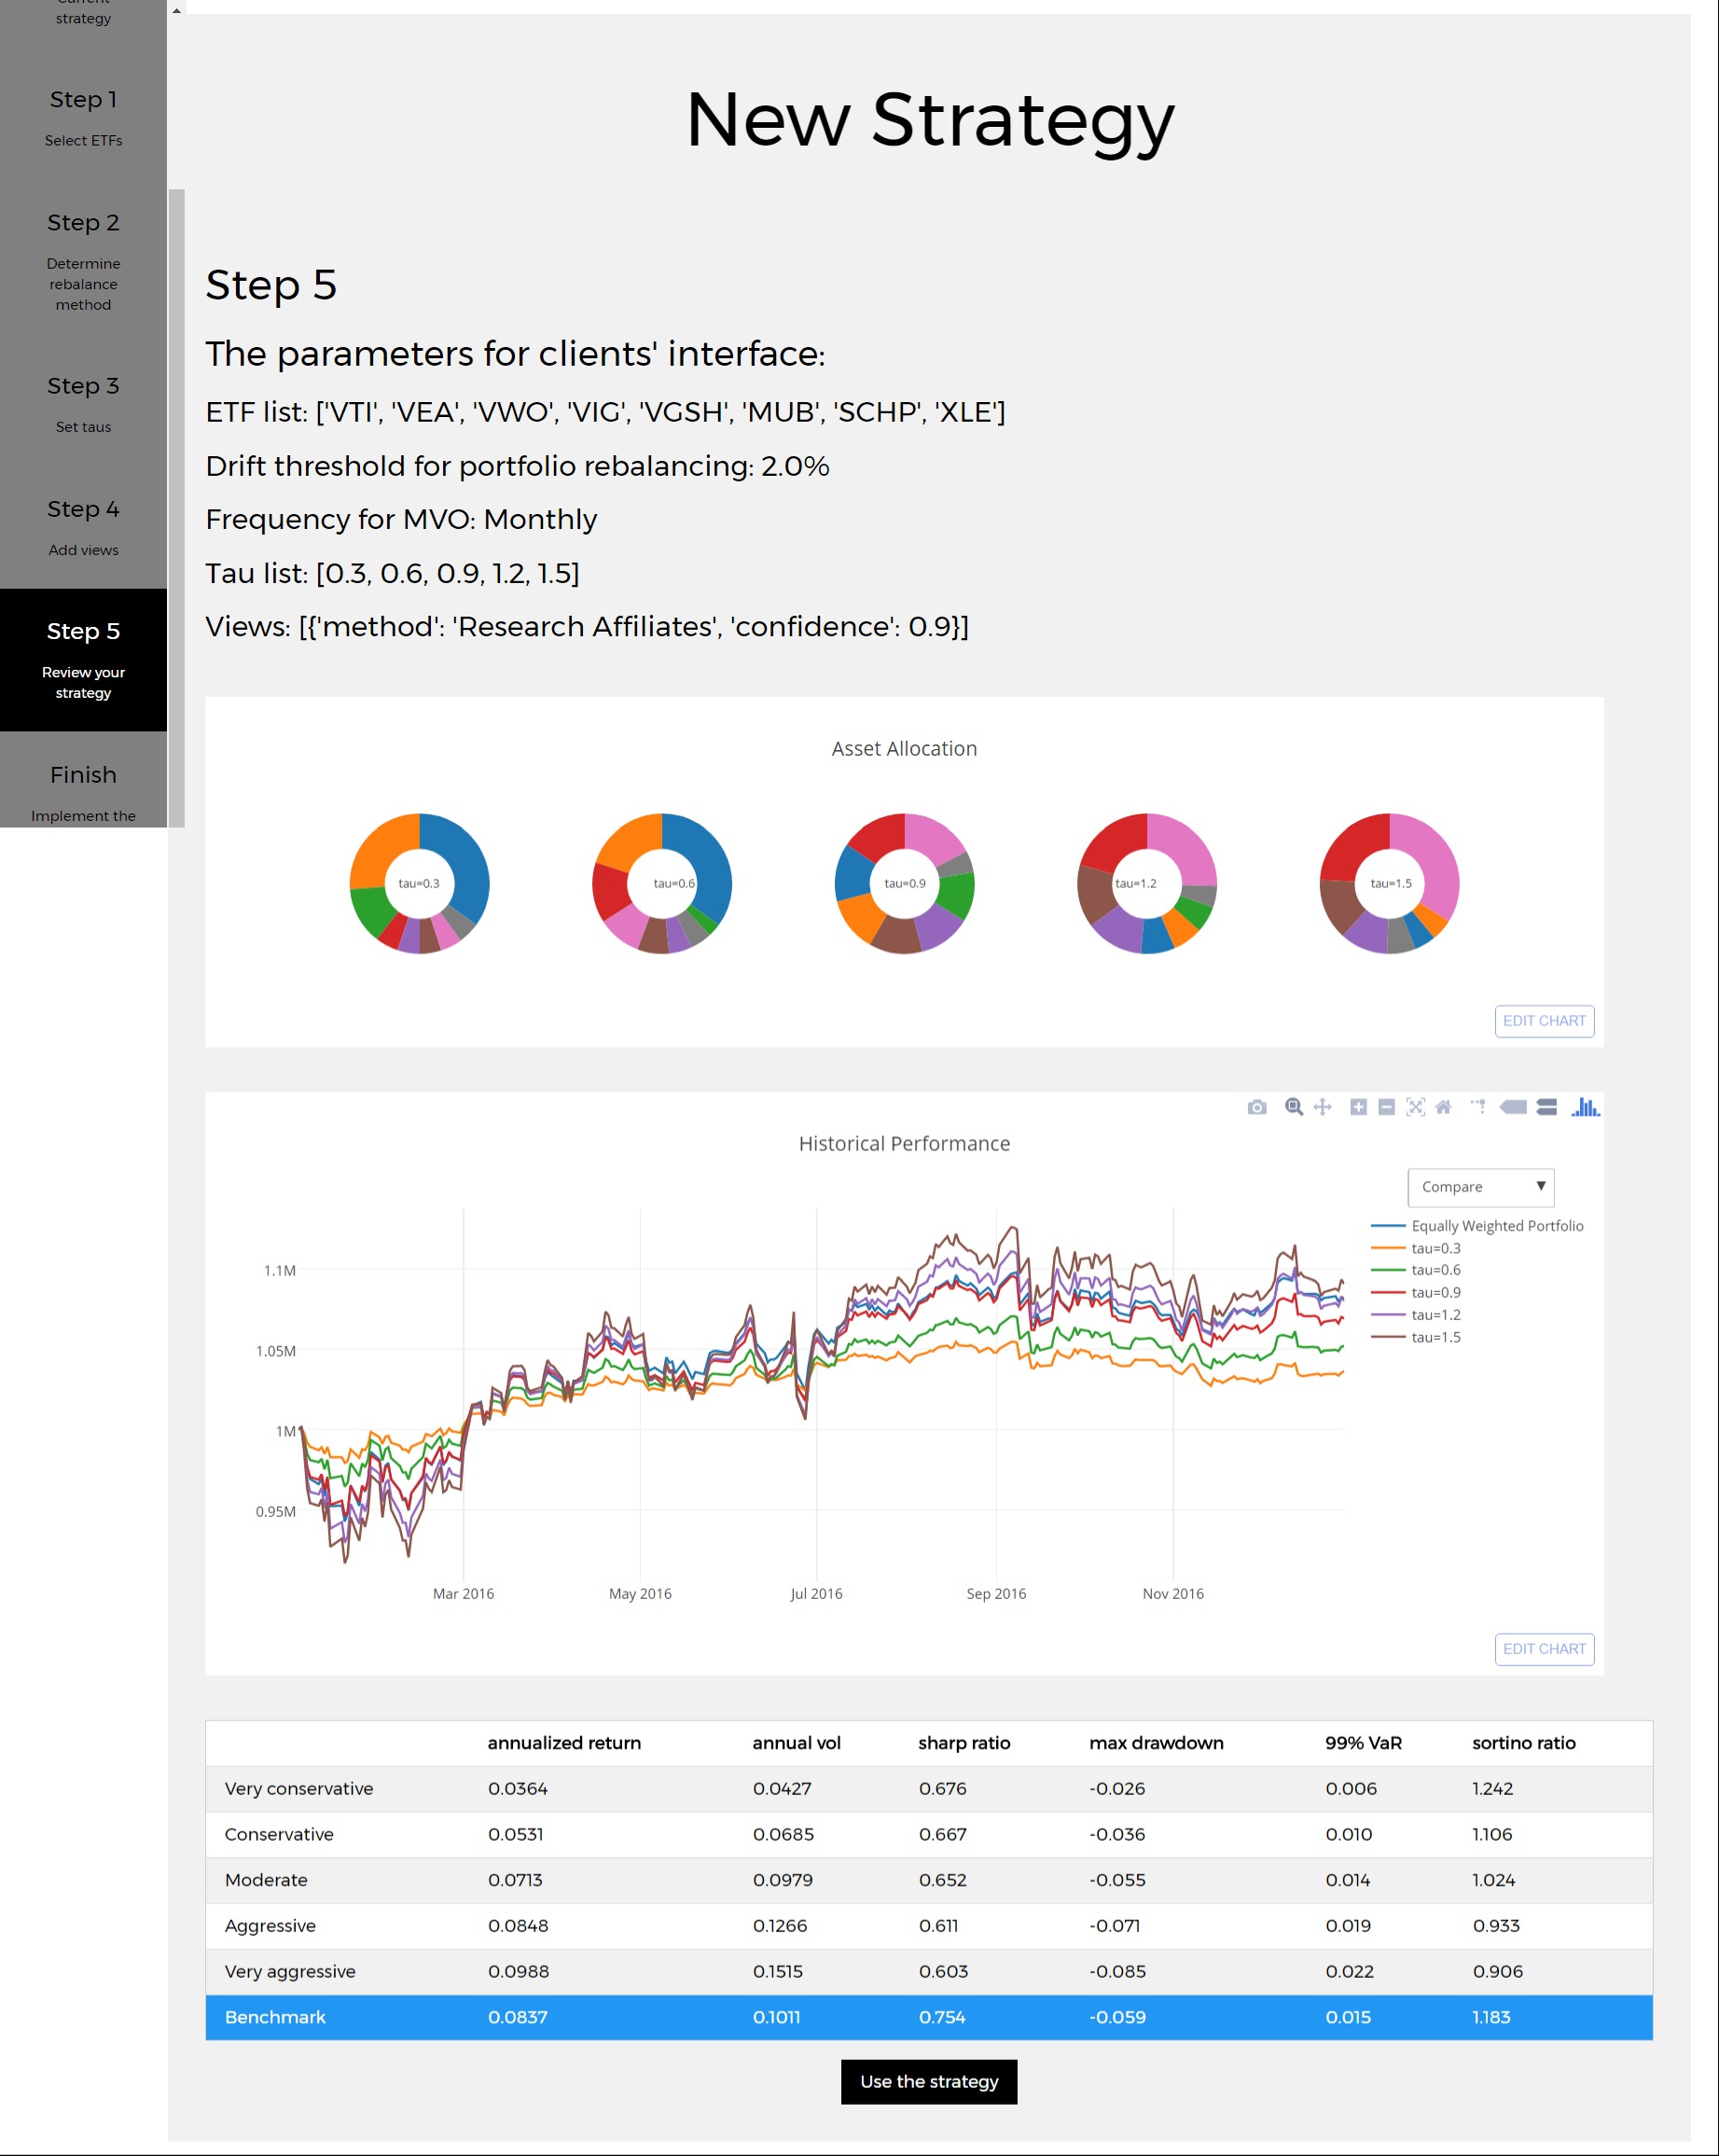 Current
strategy
Step 1
Select ETFs
Step 2
Determine
rebalance
method
Step 3
Set taus
Step 4
Add views
Step 5
Review your
strategy
Finish
Implement the
New Strategy
Step 5
The parameters for clients' interface:
ETF list: ['VTI', 'VEA', 'VWO', 'VIG', 'VGSH', 'MUB', 'SCHP', 'XLE']
Drift threshold for portfolio rebalancing: 2.0%
Frequency for MVO: Monthly
Tau list: [0.3, 0.6, 0.9, 1.2, 1.5]
Views: [{'method': 'Research Affiliates', 'confidence': 0.9}]
Asset Allocation
tau=0.3 tau=0.6 tau=0.9 tau=1.2 tau=1.5
EDIT CHART
Historical Performance
Compare
Equally Weighted Portfolio
tau=0.3
tau=0.6
tau=0.9
tau=1.2
tau=1.5
1.1M
1.05M
1M
0.95M
Mar 2016 May 2016 Jul 2016 Sep 2016 Nov 2016
EDIT CHART
annualized return annual vol sharp ratio max drawdown 99% VaR sortino ratio
Very conservative 0.0364 0.0427 0.676 -0.026 0.006 1.242
Conservative 0.0531 0.0685 0.667 -0.036 0.010 1.106
Moderate 0.0713 0.0979 0.652 -0.055 0.014 1.024
Aggressive 0.0848 0.1266 0.611 -0.071 0.019 0.933
Very aggressive 0.0988 0.1515 0.603 -0.085 0.022 0.906
Benchmark 0.0837 0.1011 0.754 -0.059 0.015 1.183
Use the strategy